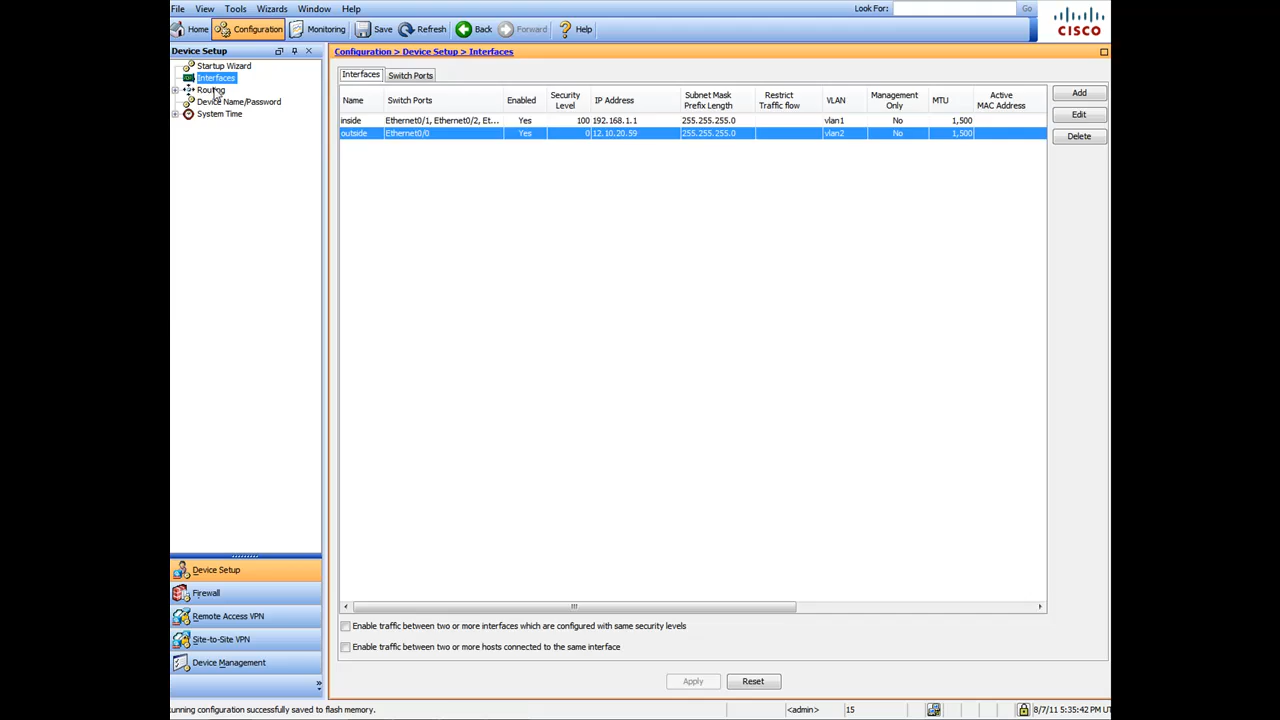 File View Tools Wizards Window Help Look For: Go
Home Configuration Monitoring Save Refresh Back Forward Help
CISCO
Device Setup
Startup Wizard
Interfaces
Routing
Device Name/Password
System Time
Device Setup
Firewall
Remote Access VPN
Site-to-Site VPN
Device Management
Configuration > Device Setup > Interfaces
Interfaces Switch Ports
Name Switch Ports Enabled Security Level IP Address Subnet Mask Prefix Length Restrict Traffic flow VLAN Management Only MTU Active MAC Address
inside Ethernet0/1, Ethernet0/2, Et... Yes 100 192.168.1.1 255.255.255.0 vlan1 No 1,500
outside Ethernet0/0 Yes 0 12.10.20.59 255.255.255.0 vlan2 No 1,500
Add
Edit
Delete
Enable traffic between two or more interfaces which are configured with same security levels
Enable traffic between two or more hosts connected to the same interface
Apply Reset
unning configuration successfully saved to flash memory. <admin> 15 8/7/11 5:35:42 PM U